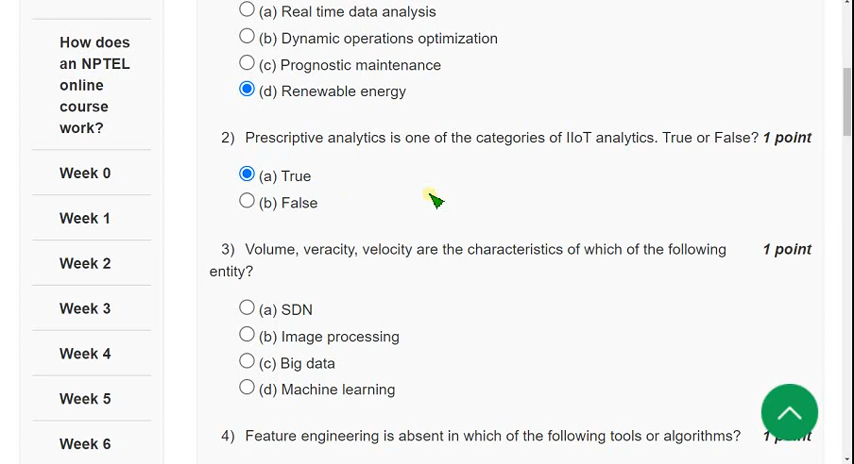 How does
an NPTEL
online
course
work?
Week 0
Week 1
Week 2
Week 3
Week 4
Week 5
Week 6
(a) Real time data analysis
(b) Dynamic operations optimization
(c) Prognostic maintenance
(d) Renewable energy
2) Prescriptive analytics is one of the categories of IIoT analytics. True or False? 1 point
(a) True
(b) False
3) Volume, veracity, velocity are the characteristics of which of the following 1 point
entity?
(a) SDN
(b) Image processing
(c) Big data
(d) Machine learning
4) Feature engineering is absent in which of the following tools or algorithms? 1 point